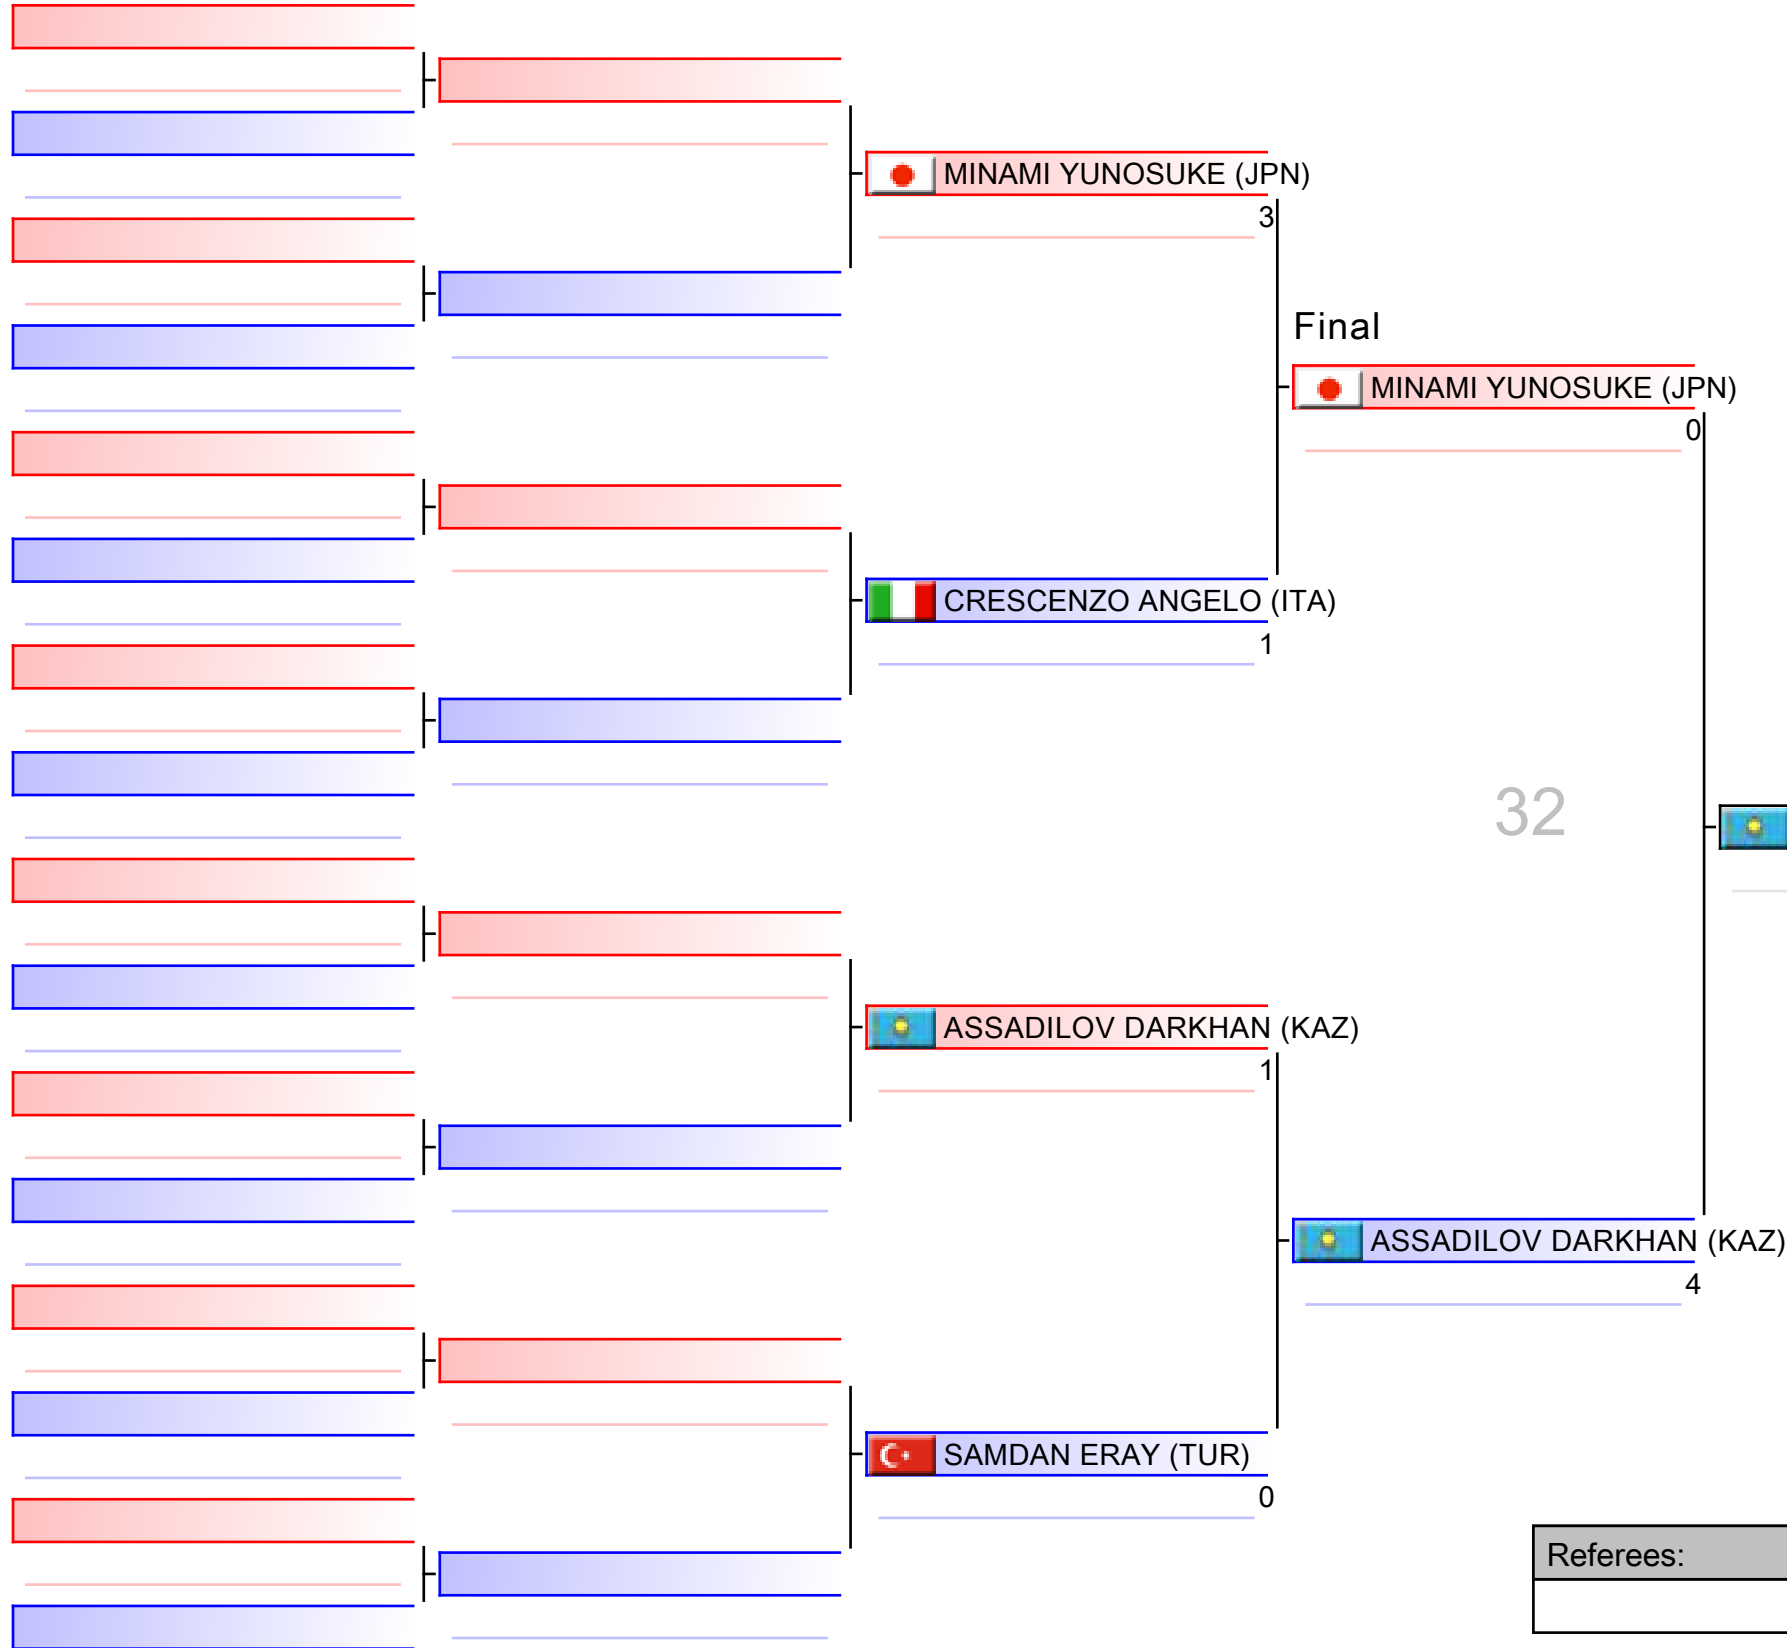 MINAMI YUNOSUKE (JPN)
3
Final
MINAMI YUNOSUKE (JPN)
0
CRESCENZO ANGELO (ITA)
1
32
ASSADILOV DARKHAN (KAZ)
1
ASSADILOV DARKHAN (KAZ)
4
SAMDAN ERAY (TUR)
0
Referees: